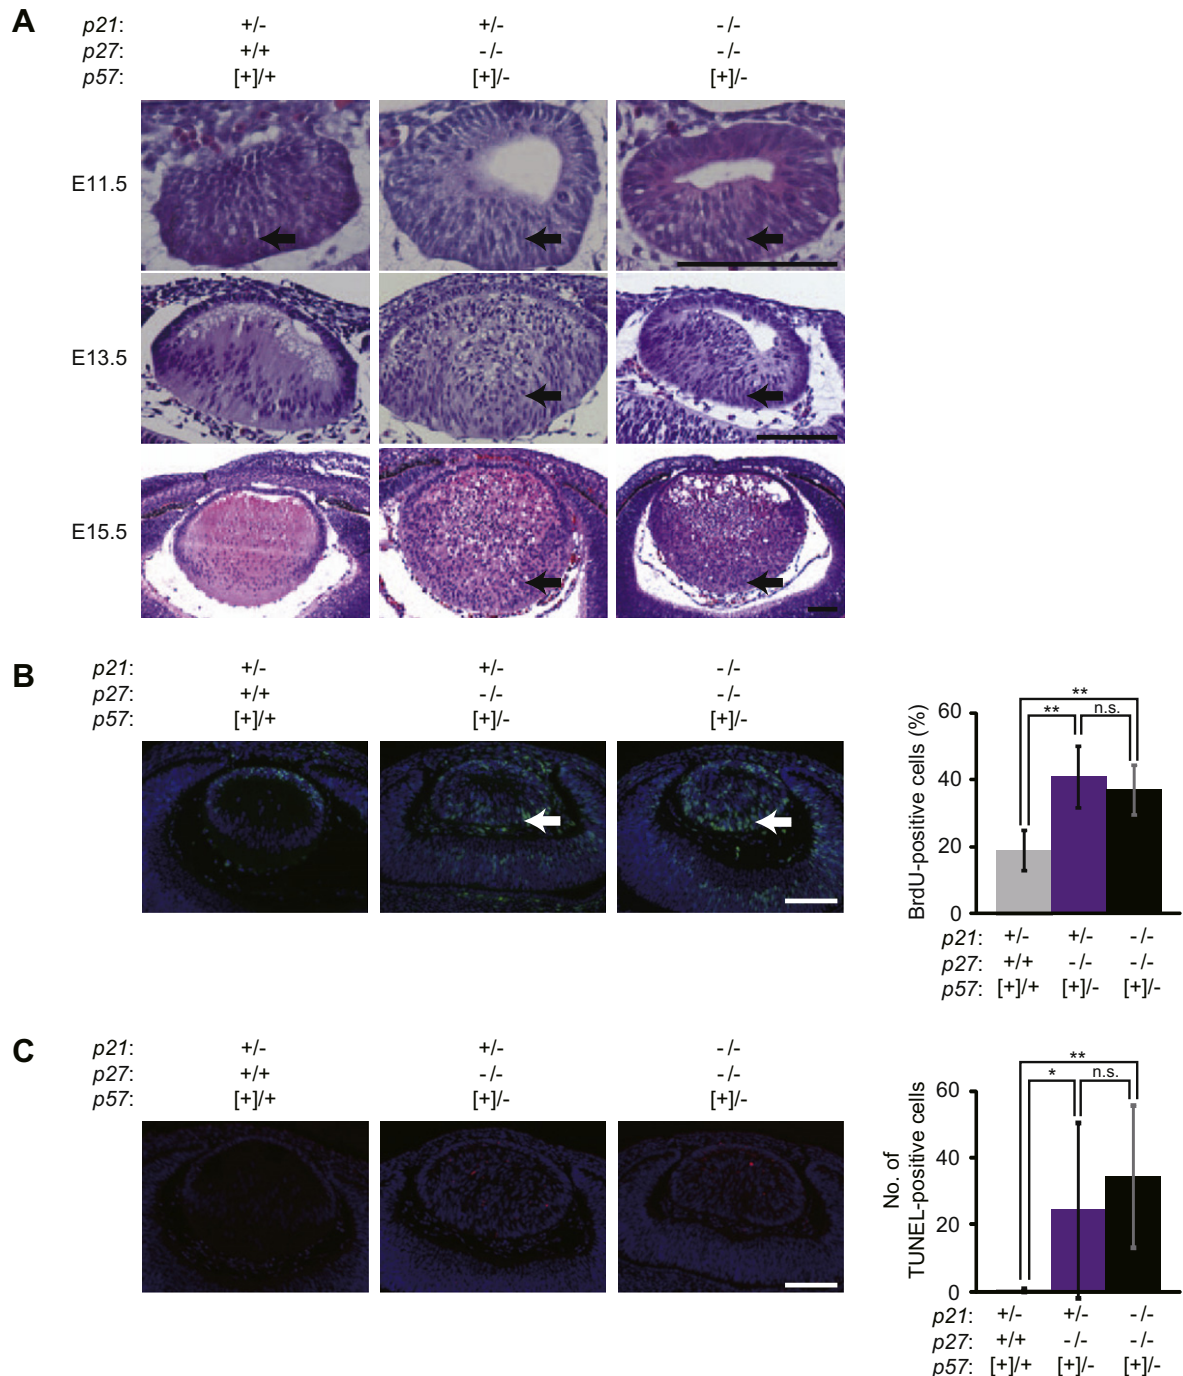 A
p21: +/- +/- -/-
p27: +/+ -/- -/-
p57: [+]/+ [+]/- [+]/-
E11.5
E13.5
E15.5
B
p21: +/- +/- -/-
p27: +/+ -/- -/-
p57: [+]/+ [+]/- [+]/-
**
** n.s.
BrdU-positive cells (%)
60
40
20
0
p21: +/- +/- -/-
p27: +/+ -/- -/-
p57: [+]/+ [+]/- [+]/-
C
p21: +/- +/- -/-
p27: +/+ -/- -/-
p57: [+]/+ [+]/- [+]/-
**
* n.s.
No. of
TUNEL-positive cells
60
40
20
0
p21: +/- +/- -/-
p27: +/+ -/- -/-
p57: [+]/+ [+]/- [+]/-